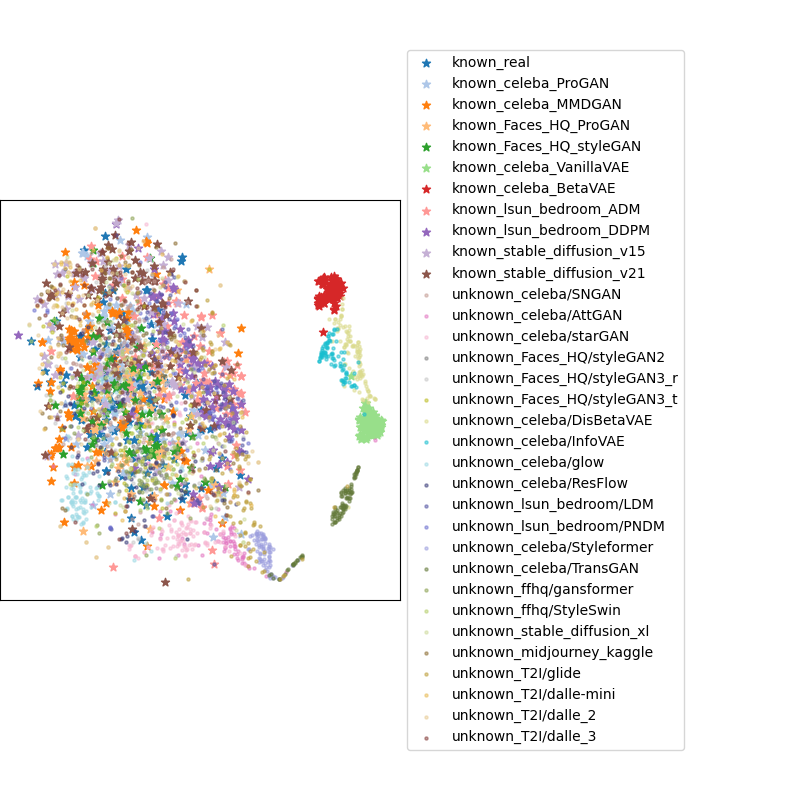 known_real
known_celeba_ProGAN
known_celeba_MMDGAN
known_Faces_HQ_ProGAN
known_Faces_HQ_styleGAN
known_celeba_VanillaVAE
known_celeba_BetaVAE
known_lsun_bedroom_ADM
known_lsun_bedroom_DDPM
known_stable_diffusion_v15
known_stable_diffusion_v21
unknown_celeba/SNGAN
unknown_celeba/AttGAN
unknown_celeba/starGAN
unknown_Faces_HQ/styleGAN2
unknown_Faces_HQ/styleGAN3_r
unknown_Faces_HQ/styleGAN3_t
unknown_celeba/DisBetaVAE
unknown_celeba/InfoVAE
unknown_celeba/glow
unknown_celeba/ResFlow
unknown_lsun_bedroom/LDM
unknown_lsun_bedroom/PNDM
unknown_celeba/Styleformer
unknown_celeba/TransGAN
unknown_ffhq/gansformer
unknown_ffhq/StyleSwin
unknown_stable_diffusion_xl
unknown_midjourney_kaggle
unknown_T2I/glide
unknown_T2I/dalle-mini
unknown_T2I/dalle_2
unknown_T2I/dalle_3